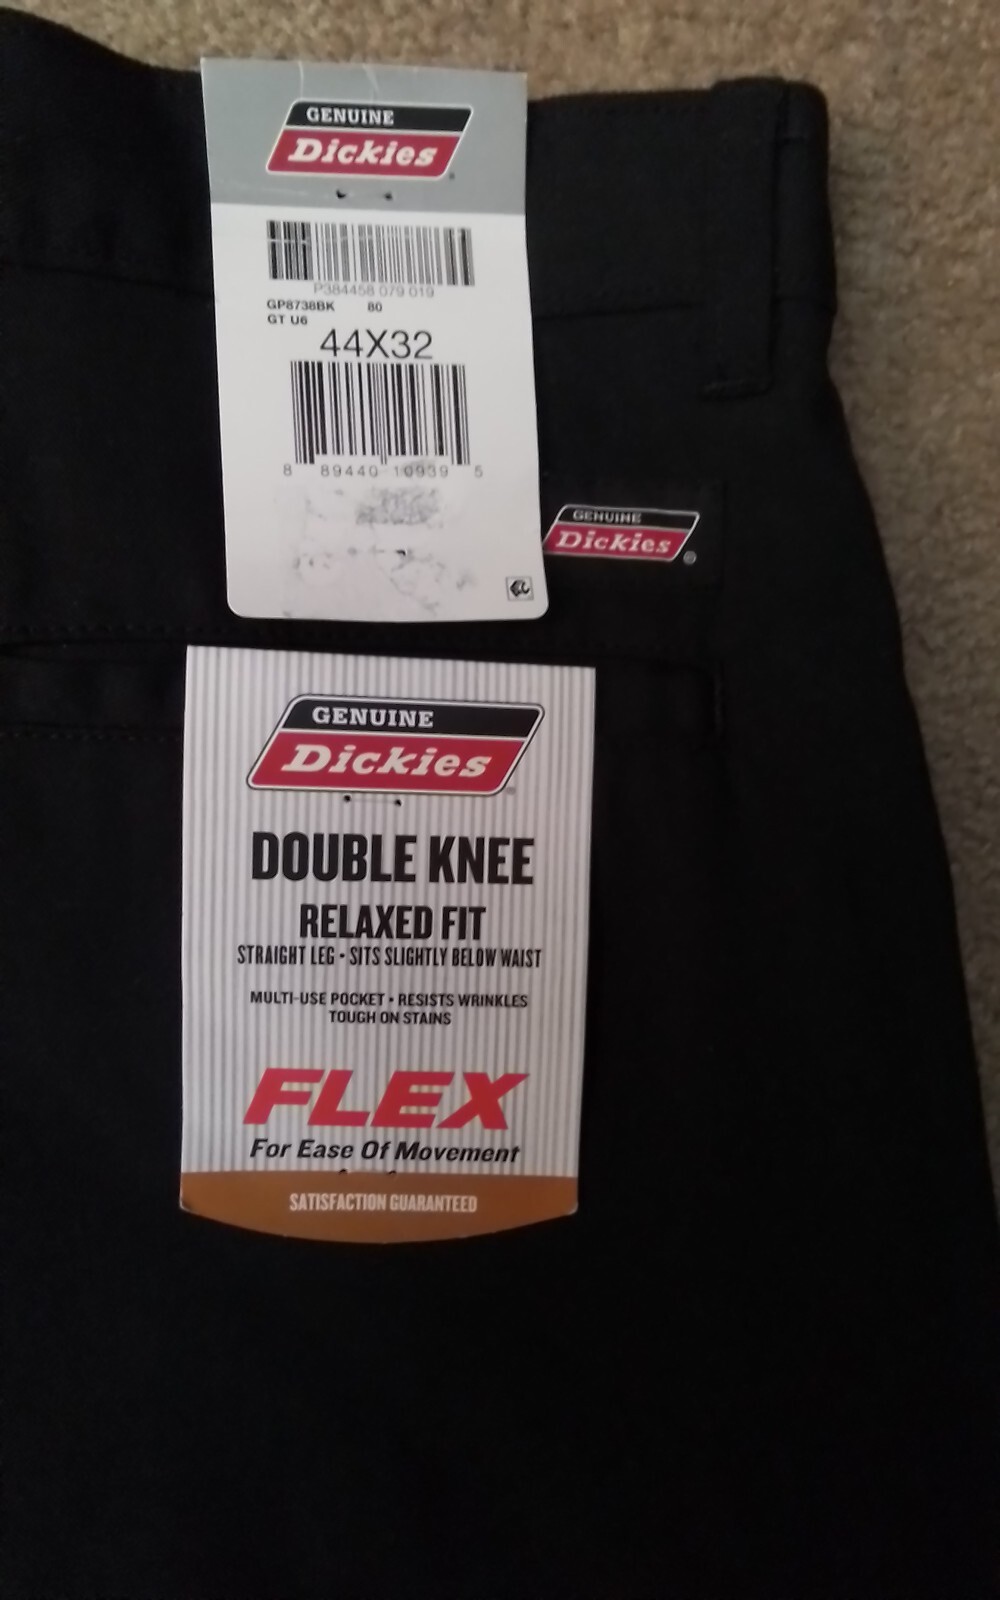 GENUINE
Dickies
P384458 079 019
GP8738BK 80
GT U6
44X32
8 89440 10939 5
GENUINE
Dickies
GENUINE
Dickies
DOUBLE KNEE
RELAXED FIT
STRAIGHT LEG • SITS SLIGHTLY BELOW WAIST
MULTI-USE POCKET • RESISTS WRINKLES
TOUGH ON STAINS
FLEX
For Ease Of Movement
SATISFACTION GUARANTEED